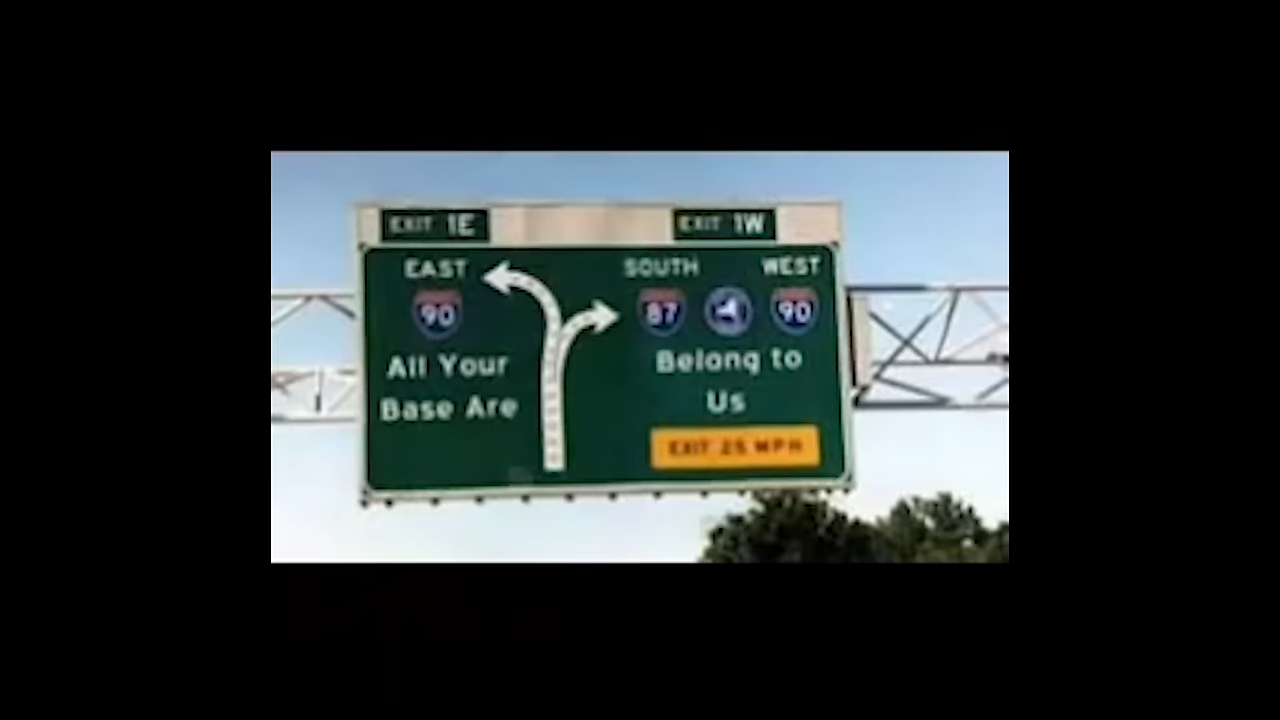 EXIT 1E
EXIT 1W
EAST
90
All Your
Base Are
SOUTH WEST
87 90
Belong to
Us
EXIT 25 MPH